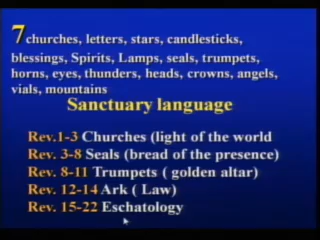 7 churches, letters, stars, candlesticks,
blessings, Spirits, Lamps, seals, trumpets,
horns, eyes, thunders, heads, crowns, angels,
vials, mountains
Sanctuary language
Rev.1-3 Churches (light of the world
Rev. 3-8 Seals (bread of the presence)
Rev. 8-11 Trumpets ( golden altar)
Rev. 12-14 Ark ( Law)
Rev. 15-22 Eschatology